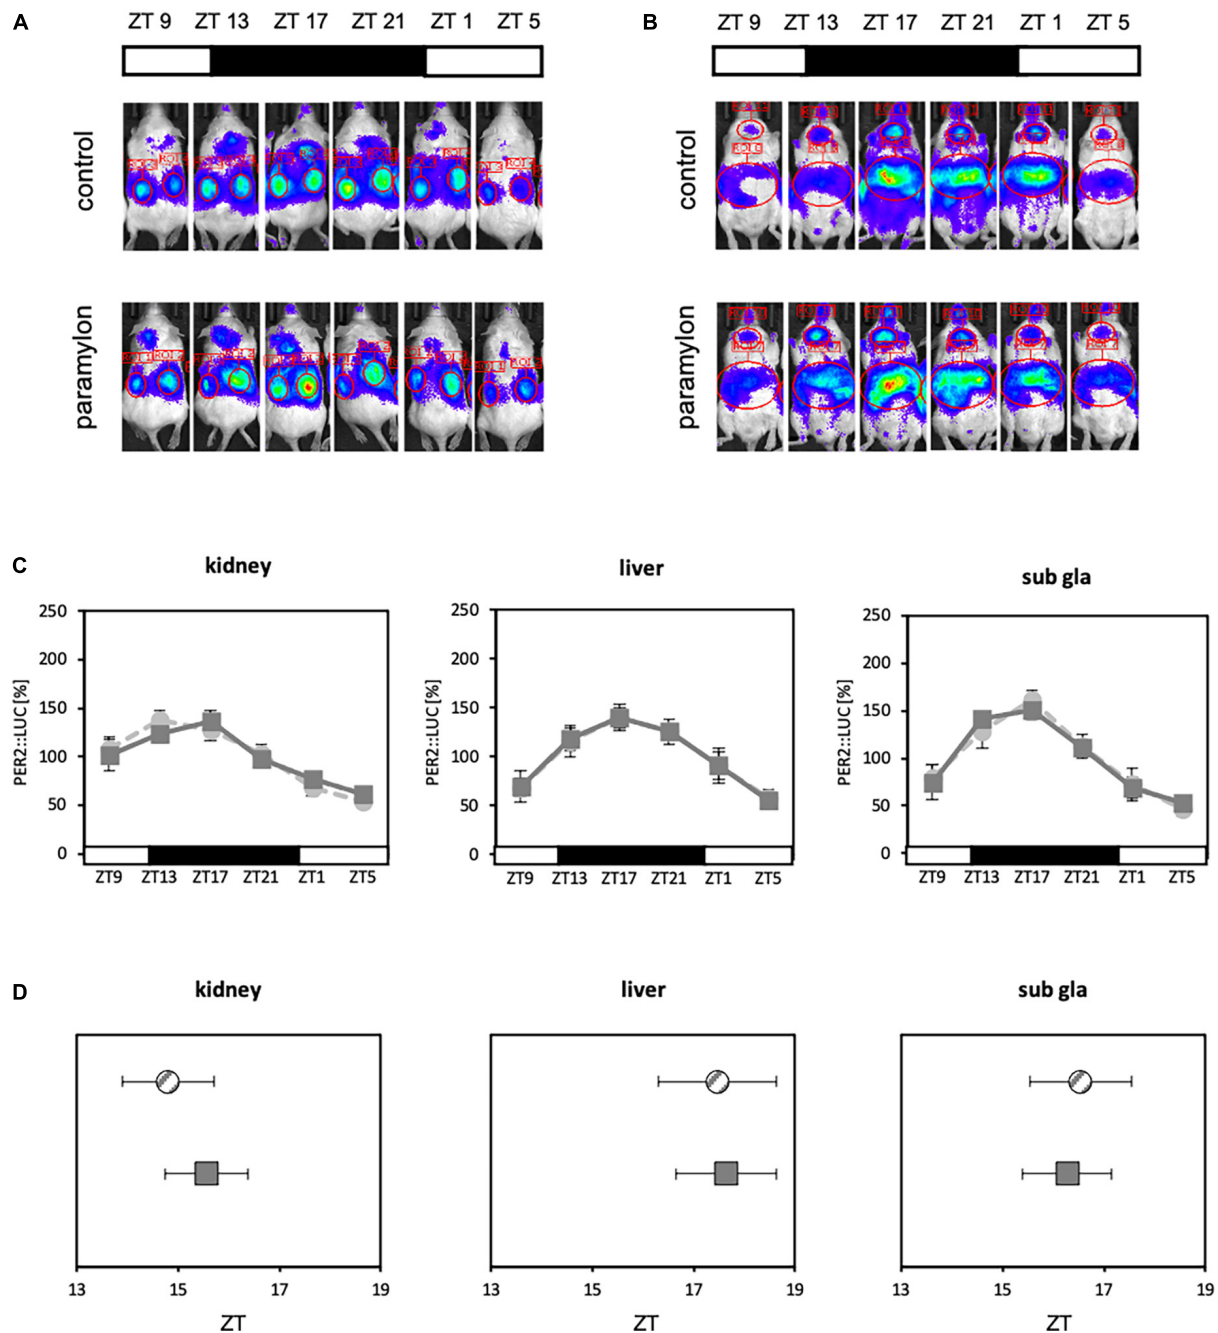 A
ZT 9 ZT 13 ZT 17 ZT 21 ZT 1 ZT 5
control
paramylon
B
ZT 9 ZT 13 ZT 17 ZT 21 ZT 1 ZT 5
control
paramylon
C
kidney
250
200
150
100
50
0
PER2::LUC [%]
ZT9 ZT13 ZT17 ZT21 ZT1 ZT5
liver
250
200
150
100
50
0
PER2::LUC [%]
ZT9 ZT13 ZT17 ZT21 ZT1 ZT5
sub gla
250
200
150
100
50
0
PER2::LUC [%]
ZT9 ZT13 ZT17 ZT21 ZT1 ZT5
D
kidney
13 15 17 19
ZT
liver
13 15 17 19
ZT
sub gla
13 15 17 19
ZT